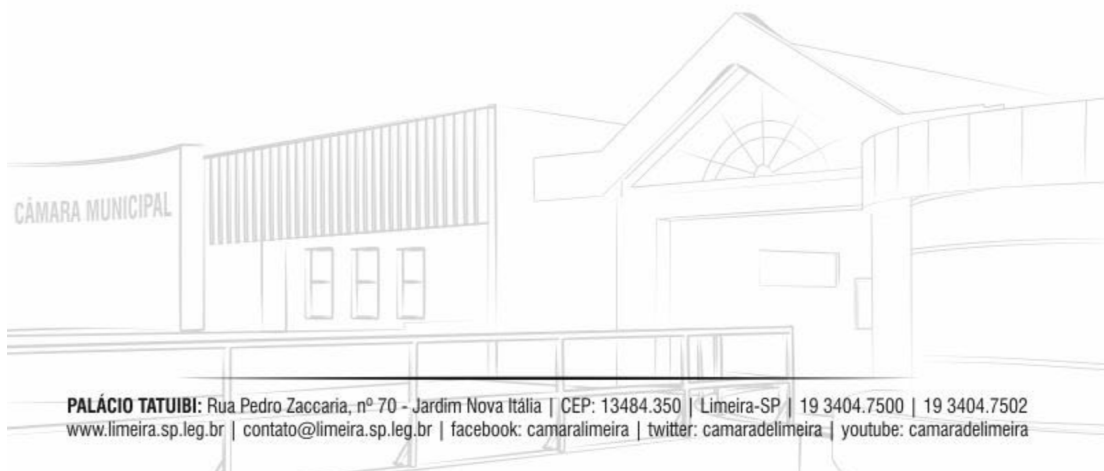 CÂMARA MUNICIPAL
PALÁCIO TATUIBI: Rua Pedro Zaccaria, nº 70 - Jardim Nova Itália | CEP: 13484.350 | Limeira-SP | 19 3404.7500 | 19 3404.7502
www.limeira.sp.leg.br | contato@limeira.sp.leg.br | facebook: camaralimeira | twitter: camaradelimeira | youtube: camaradelimeira